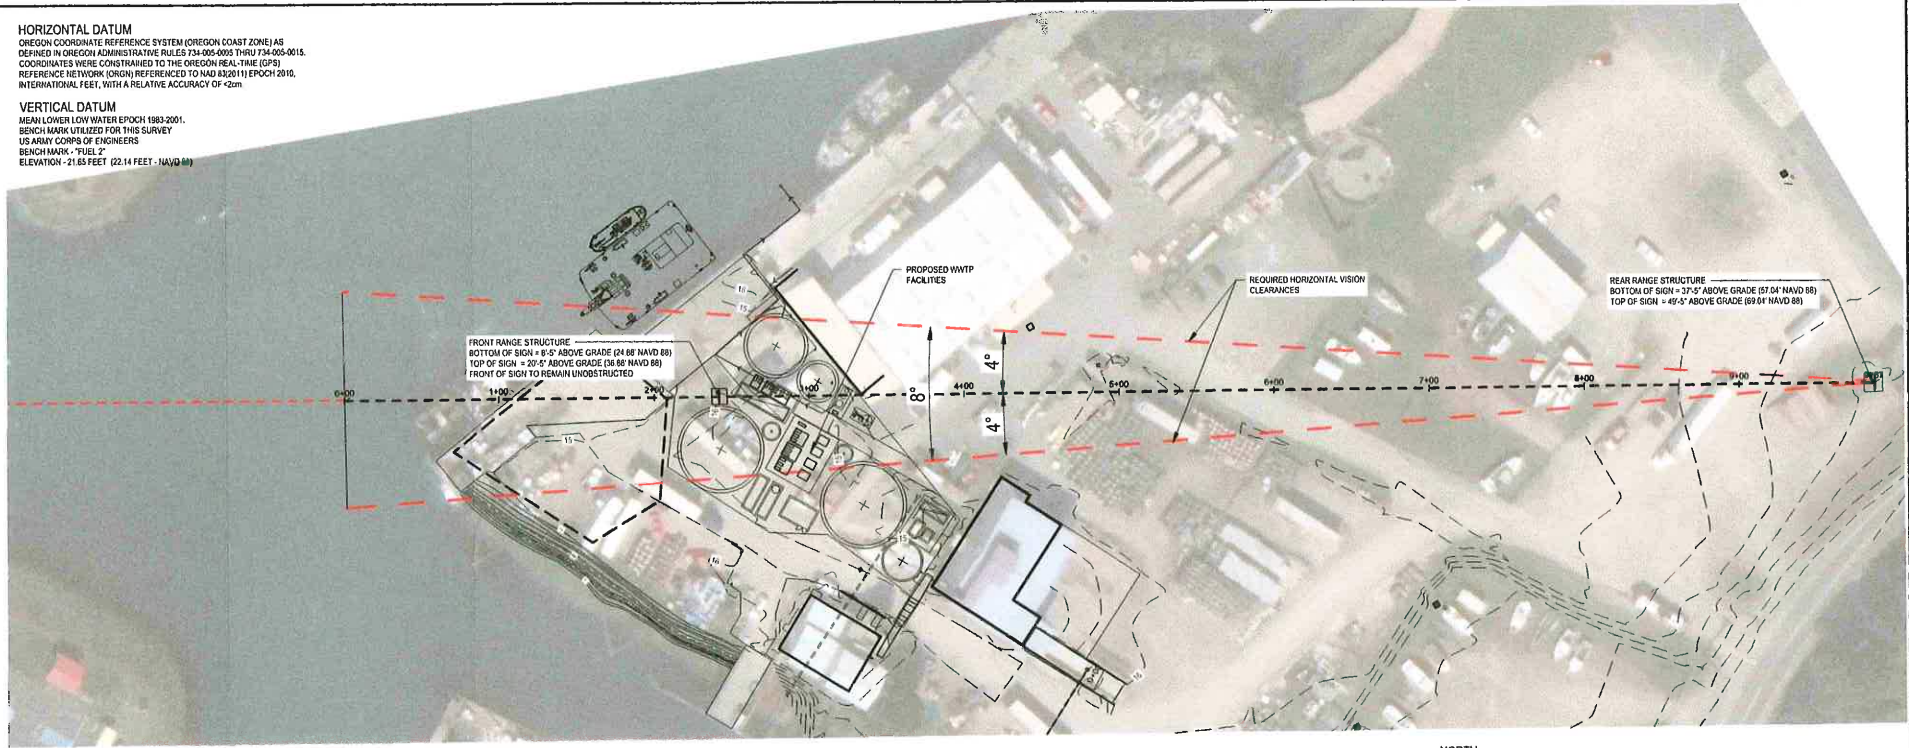 HORIZONTAL DATUM
OREGON COORDINATE REFERENCE SYSTEM (OREGON COAST ZONE) AS
DEFINED IN OREGON ADMINISTRATIVE RULES 734-005-0005 THRU 734-005-0015.
COORDINATES WERE CONSTRAINED TO THE OREGON REAL-TIME (GPS)
REFERENCE NETWORK (ORGN) REFERENCED TO NAD 83(2011) EPOCH 2010,
INTERNATIONAL FEET, WITH A RELATIVE ACCURACY OF <2cm
VERTICAL DATUM
MEAN LOWER LOW WATER EPOCH 1983-2001.
BENCH MARK UTILIZED FOR THIS SURVEY
US ARMY CORPS OF ENGINEERS
BENCH MARK - "FUEL 2"
ELEVATION - 21.65 FEET (22.14 FEET - NAVD
PROPOSED WWTP
FACILITIES
REQUIRED HORIZONTAL VISION
CLEARANCES
REAR RANGE STRUCTURE
BOTTOM OF SIGN = 37'-5" ABOVE GRADE (57.04' NAVD 88)
TOP OF SIGN = 49'-5" ABOVE GRADE (69.04' NAVD 88)
FRONT RANGE STRUCTURE
BOTTOM OF SIGN = 8'-5" ABOVE GRADE (24.68' NAVD 88)
TOP OF SIGN = 20'-5" ABOVE GRADE (36.68' NAVD 88)
FRONT OF SIGN TO REMAIN UNOBSTRUCTED
16
15
8°
4°
4°
1+00
2+00
4+00
5+00
6+00
7+00
8+00
9+00
15
15
16
16
NORTH